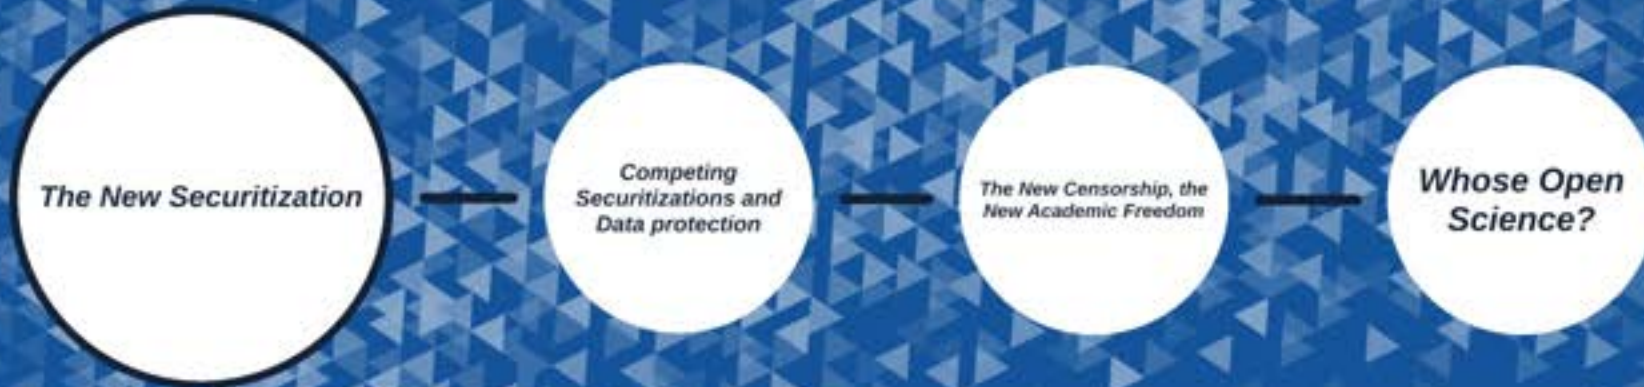 The New Securitization
Competing
Securitizations and
Data protection
The New Censorship, the
New Academic Freedom
Whose Open
Science?